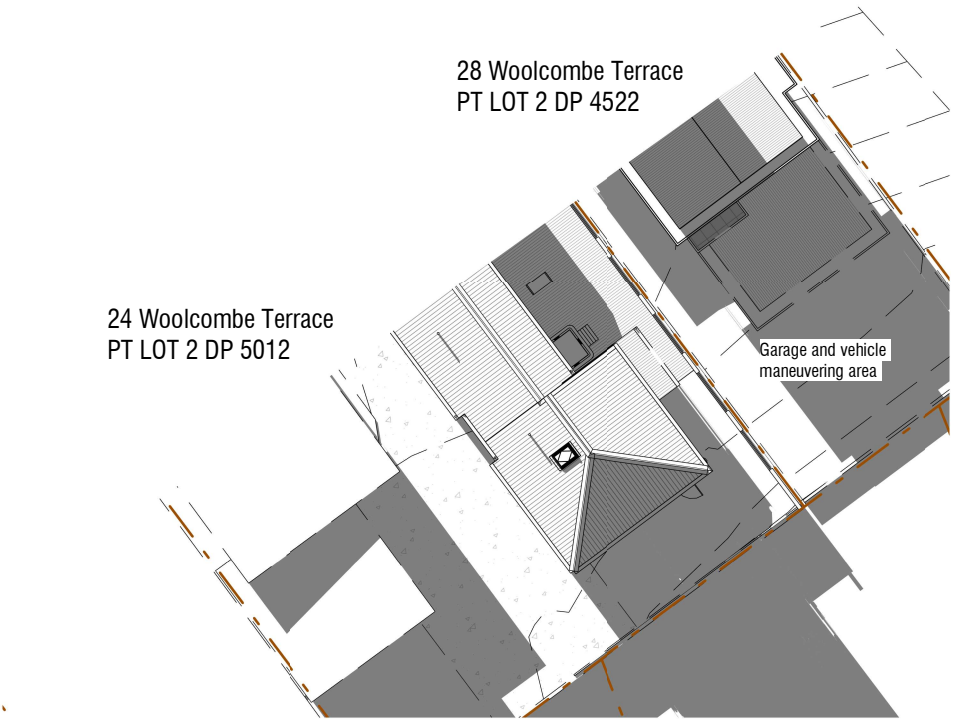 28 Woolcombe Terrace
PT LOT 2 DP 4522
24 Woolcombe Terrace
PT LOT 2 DP 5012
Garage and vehicle
maneuvering area